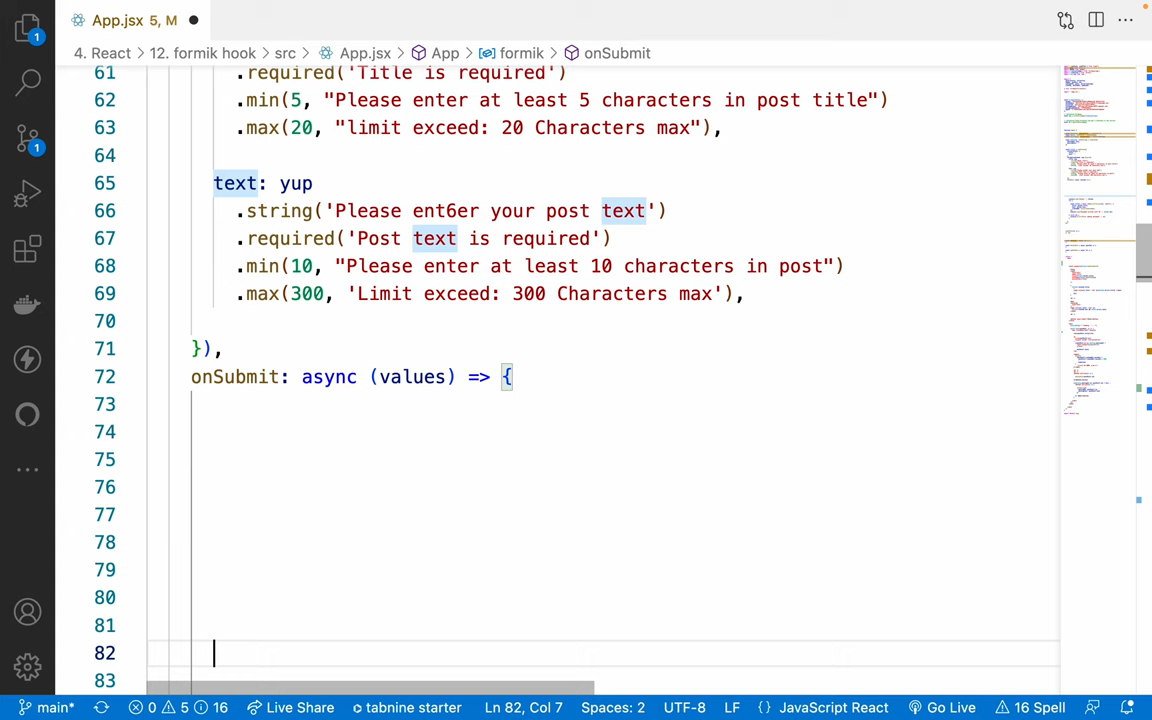 App.jsx 5, M ●
4. React > 12. formik hook > src > App.jsx > App > formik > onSubmit
1
1
61 .required('Title is required')
62 .min(5, "Please enter at least 5 characters in post title")
63 .max(20, "limit exceed: 20 Characters max"),
64
65 text: yup
66 .string('Please ent6er your post text')
67 .required('Post text is required')
68 .min(10, "Please enter at least 10 characters in post")
69 .max(300, 'Limit exceed: 300 Characters max'),
70
71 }),
72 onSubmit: async (values) => {
73
74
75
76
77
78
79
80
81
82
83
main* 0 5 16 Live Share tabnine starter Ln 82, Col 7 Spaces: 2 UTF-8 LF {} JavaScript React Go Live 16 Spell